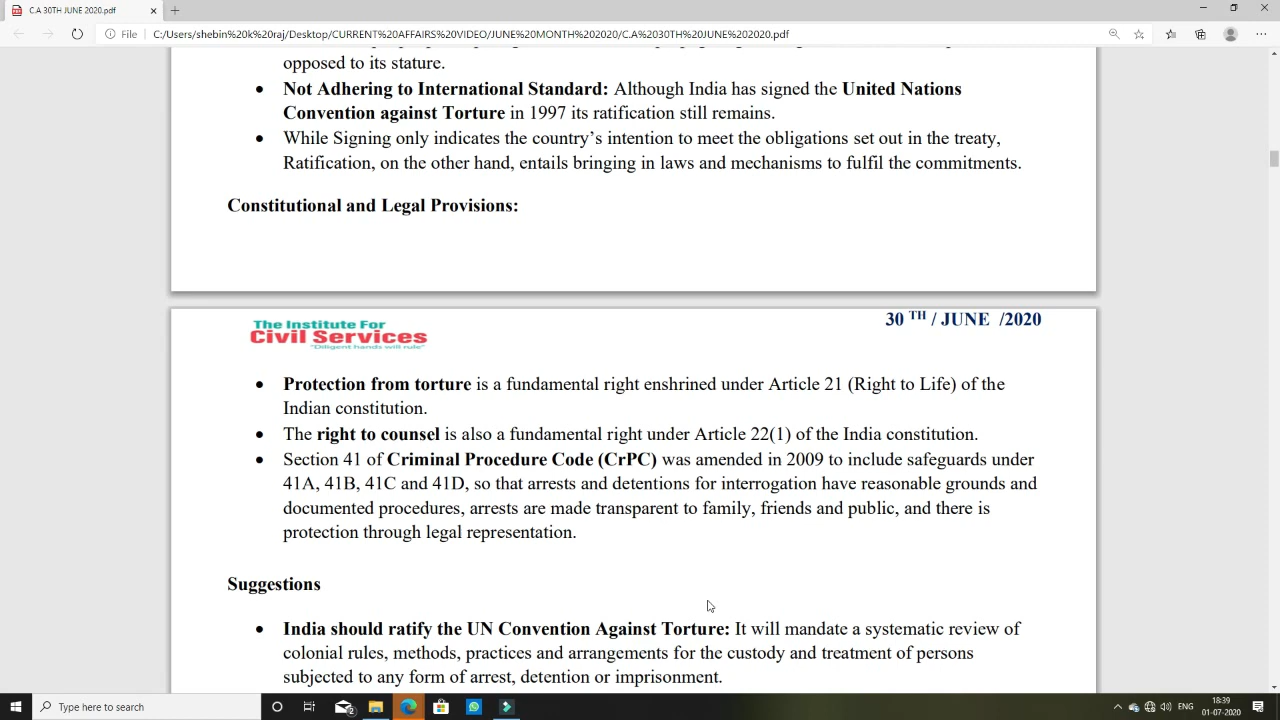 C.A 30TH JUNE 2020.pdf
File
C:/Users/shebin%20k%20raj/Desktop/CURRENT%20AFFAIRS%20VIDEO/JUNE%20MONTH%202020/C.A%2030TH%20JUNE%202020.pdf
opposed to its stature.
• Not Adhering to International Standard: Although India has signed the United Nations
Convention against Torture in 1997 its ratification still remains.
• While Signing only indicates the country's intention to meet the obligations set out in the treaty,
Ratification, on the other hand, entails bringing in laws and mechanisms to fulfil the commitments.
Constitutional and Legal Provisions:
The Institute For
Civil Services
"Diligent hands will rule"
30 TH / JUNE /2020
• Protection from torture is a fundamental right enshrined under Article 21 (Right to Life) of the
Indian constitution.
• The right to counsel is also a fundamental right under Article 22(1) of the India constitution.
• Section 41 of Criminal Procedure Code (CrPC) was amended in 2009 to include safeguards under
41A, 41B, 41C and 41D, so that arrests and detentions for interrogation have reasonable grounds and
documented procedures, arrests are made transparent to family, friends and public, and there is
protection through legal representation.
Suggestions
• India should ratify the UN Convention Against Torture: It will mandate a systematic review of
colonial rules, methods, practices and arrangements for the custody and treatment of persons
subjected to any form of arrest, detention or imprisonment.
Type here to search
2
ENG
18:39
01-07-2020